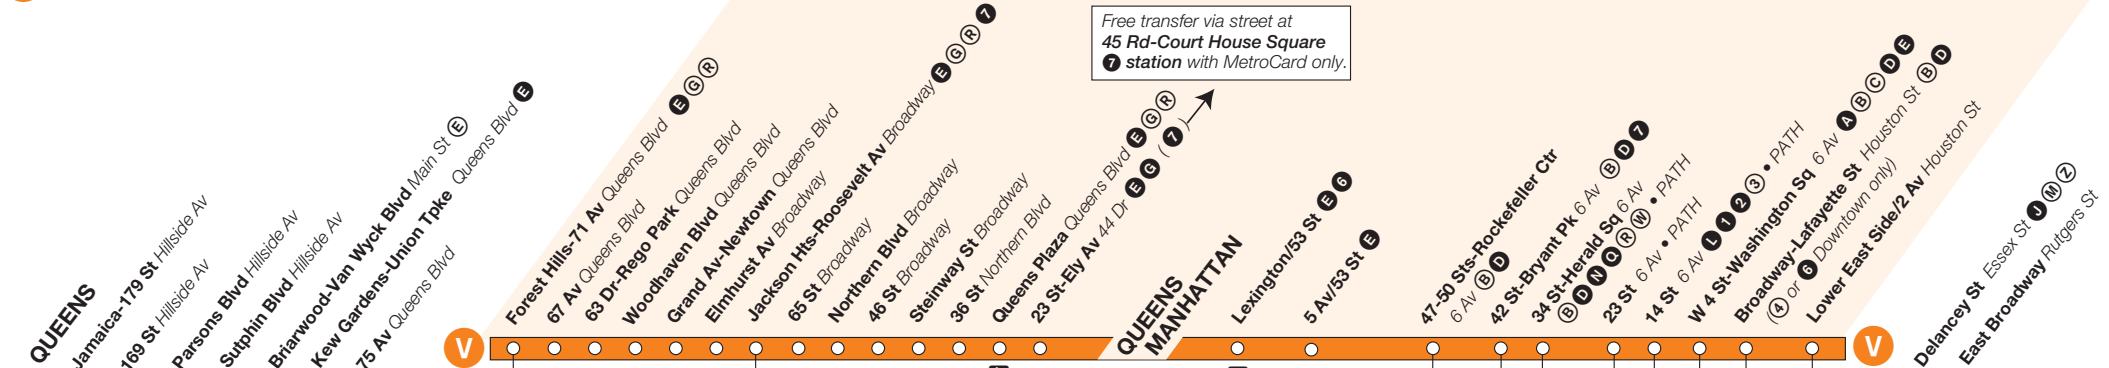 QUEENS
Jamaica-179 St Hillside Av
169 St Hillside Av
Parsons Blvd Hillside Av
Sutphin Blvd Hillside Av
Briarwood-Van Wyck Blvd Main St E
Kew Gardens-Union Tpke Queens Blvd E
75 Av Queens Blvd
V
Forest Hills-71 Av Queens Blvd E G R
67 Av Queens Blvd
63 Dr-Rego Park Queens Blvd
Woodhaven Blvd Queens Blvd
Grand Av-Newtown Queens Blvd
Elmhurst Av Broadway
Jackson Hts-Roosevelt Av Broadway E G R 7
65 St Broadway
Northern Blvd Broadway
46 St Broadway
Steinway St Broadway
36 St Northern Blvd
Queens Plaza Queens Blvd E G R
23 St-Ely Av 44 Dr E G ( 7 )
Free transfer via street at
45 Rd-Court House Square
7 station with MetroCard only.
QUEENS
MANHATTAN
Lexington/53 St E 6
5 Av/53 St E
47-50 Sts-Rockefeller Ctr
6 Av B D
42 St-Bryant Pk 6 Av B D 7
34 St-Herald Sq 6 Av
B D N Q R W • PATH
23 St 6 Av • PATH
14 St 6 Av L 1 2 3 • PATH
W 4 St-Washington Sq 6 Av A B C D E
Broadway-Lafayette St Houston St B D
(4 or 6 Downtown only)
Lower East Side/2 Av Houston St
V
Delancey St Essex St J M Z
East Broadway Rutgers St